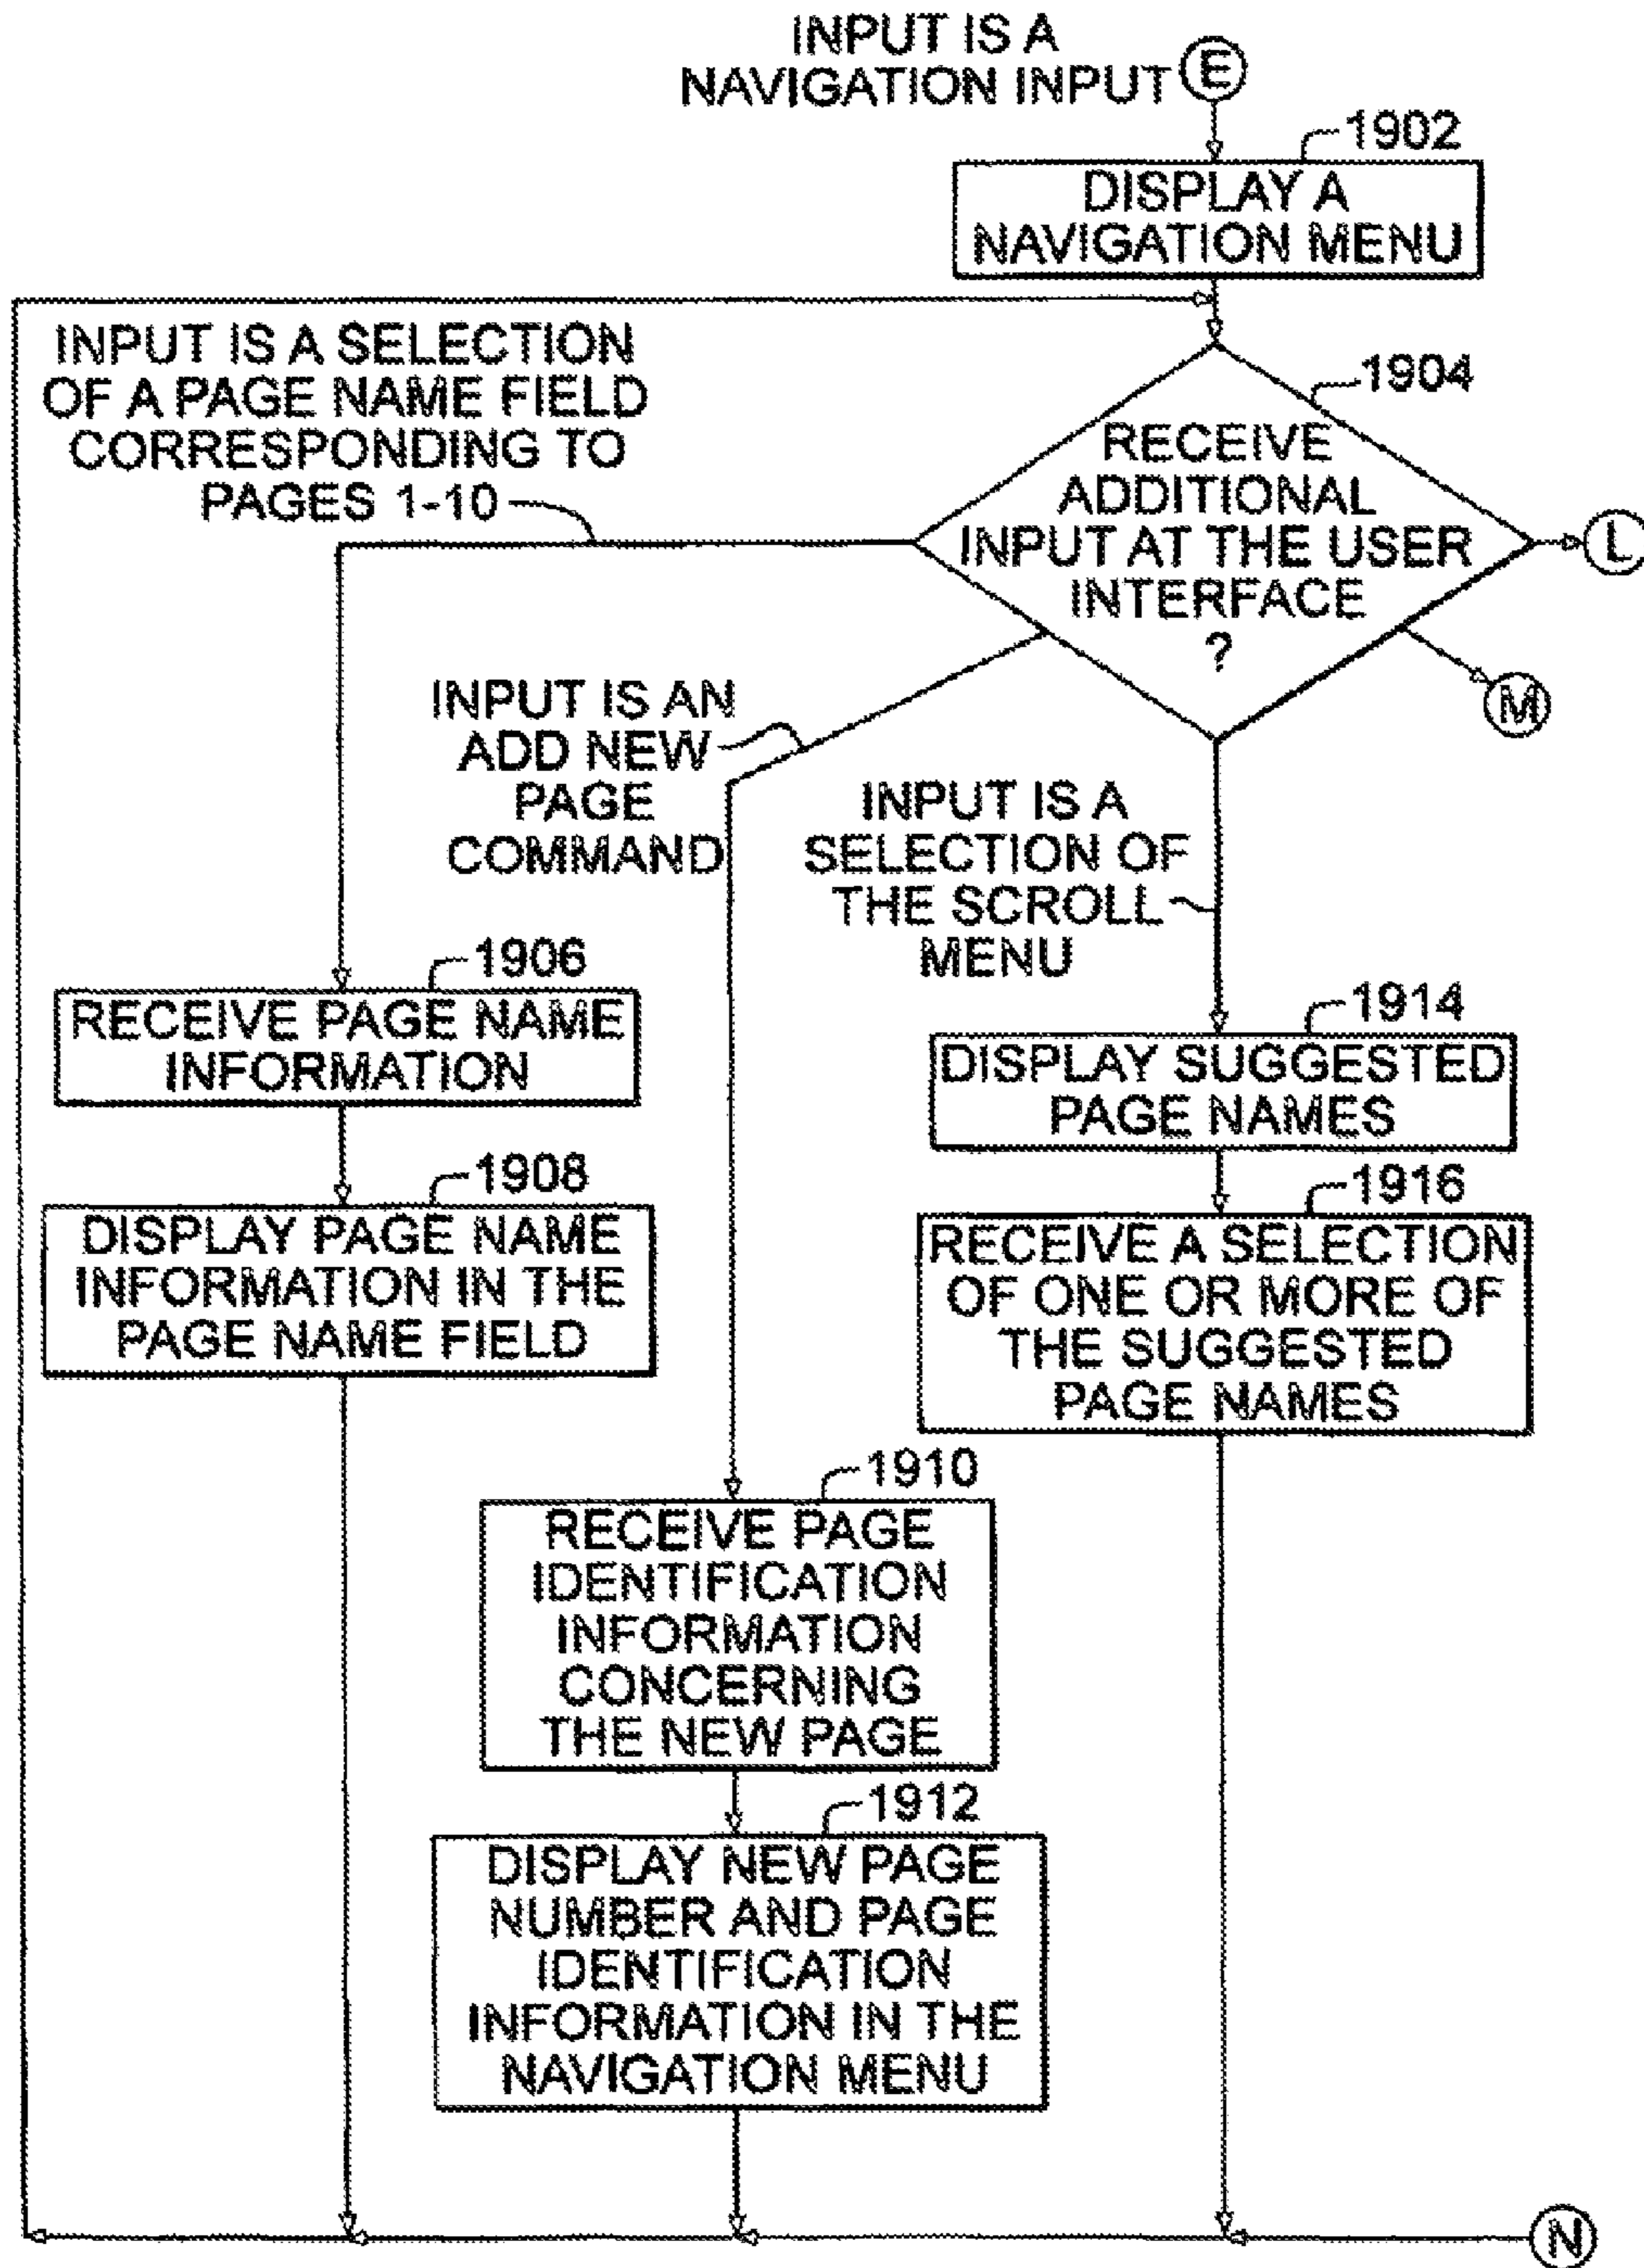 INPUT IS A
NAVIGATION INPUT
E
1902
DISPLAY A
NAVIGATION MENU
INPUT IS A SELECTION
OF A PAGE NAME FIELD
CORRESPONDING TO
PAGES 1-10
1904
RECEIVE
ADDITIONAL
INPUT AT THE USER
INTERFACE
?
L
M
INPUT IS AN
ADD NEW
PAGE
COMMAND
INPUT IS A
SELECTION OF
THE SCROLL
MENU
1906
RECEIVE PAGE NAME
INFORMATION
1908
DISPLAY PAGE NAME
INFORMATION IN THE
PAGE NAME FIELD
1914
DISPLAY SUGGESTED
PAGE NAMES
1916
RECEIVE A SELECTION
OF ONE OR MORE OF
THE SUGGESTED
PAGE NAMES
1910
RECEIVE PAGE
IDENTIFICATION
INFORMATION
CONCERNING
THE NEW PAGE
1912
DISPLAY NEW PAGE
NUMBER AND PAGE
IDENTIFICATION
INFORMATION IN THE
NAVIGATION MENU
N